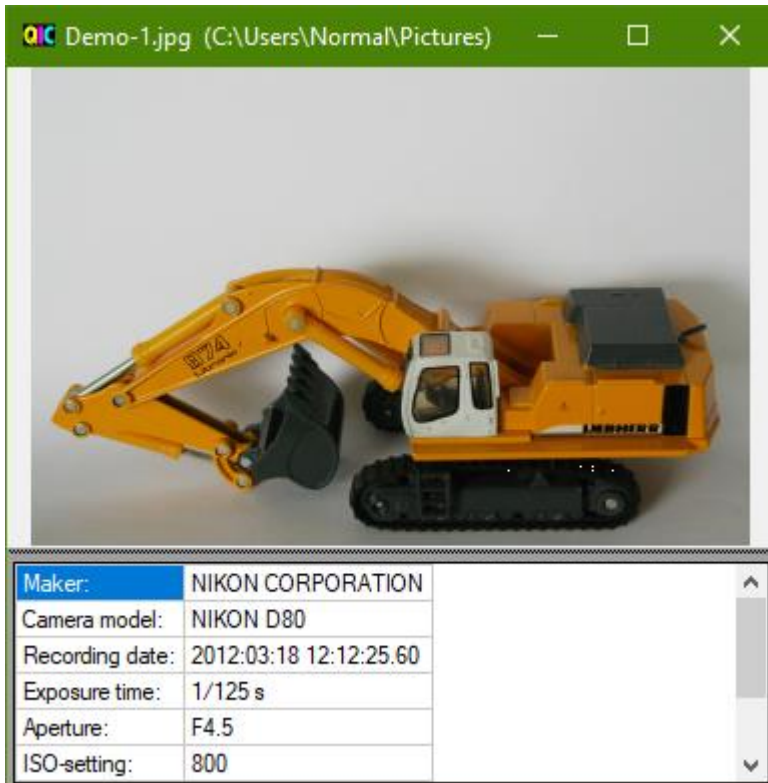 QIC Demo-1.jpg (C:\Users\Normal\Pictures)
974
LIEBHERR
Maker: NIKON CORPORATION
Camera model: NIKON D80
Recording date: 2012:03:18 12:12:25.60
Exposure time: 1/125 s
Aperture: F4.5
ISO-setting: 800